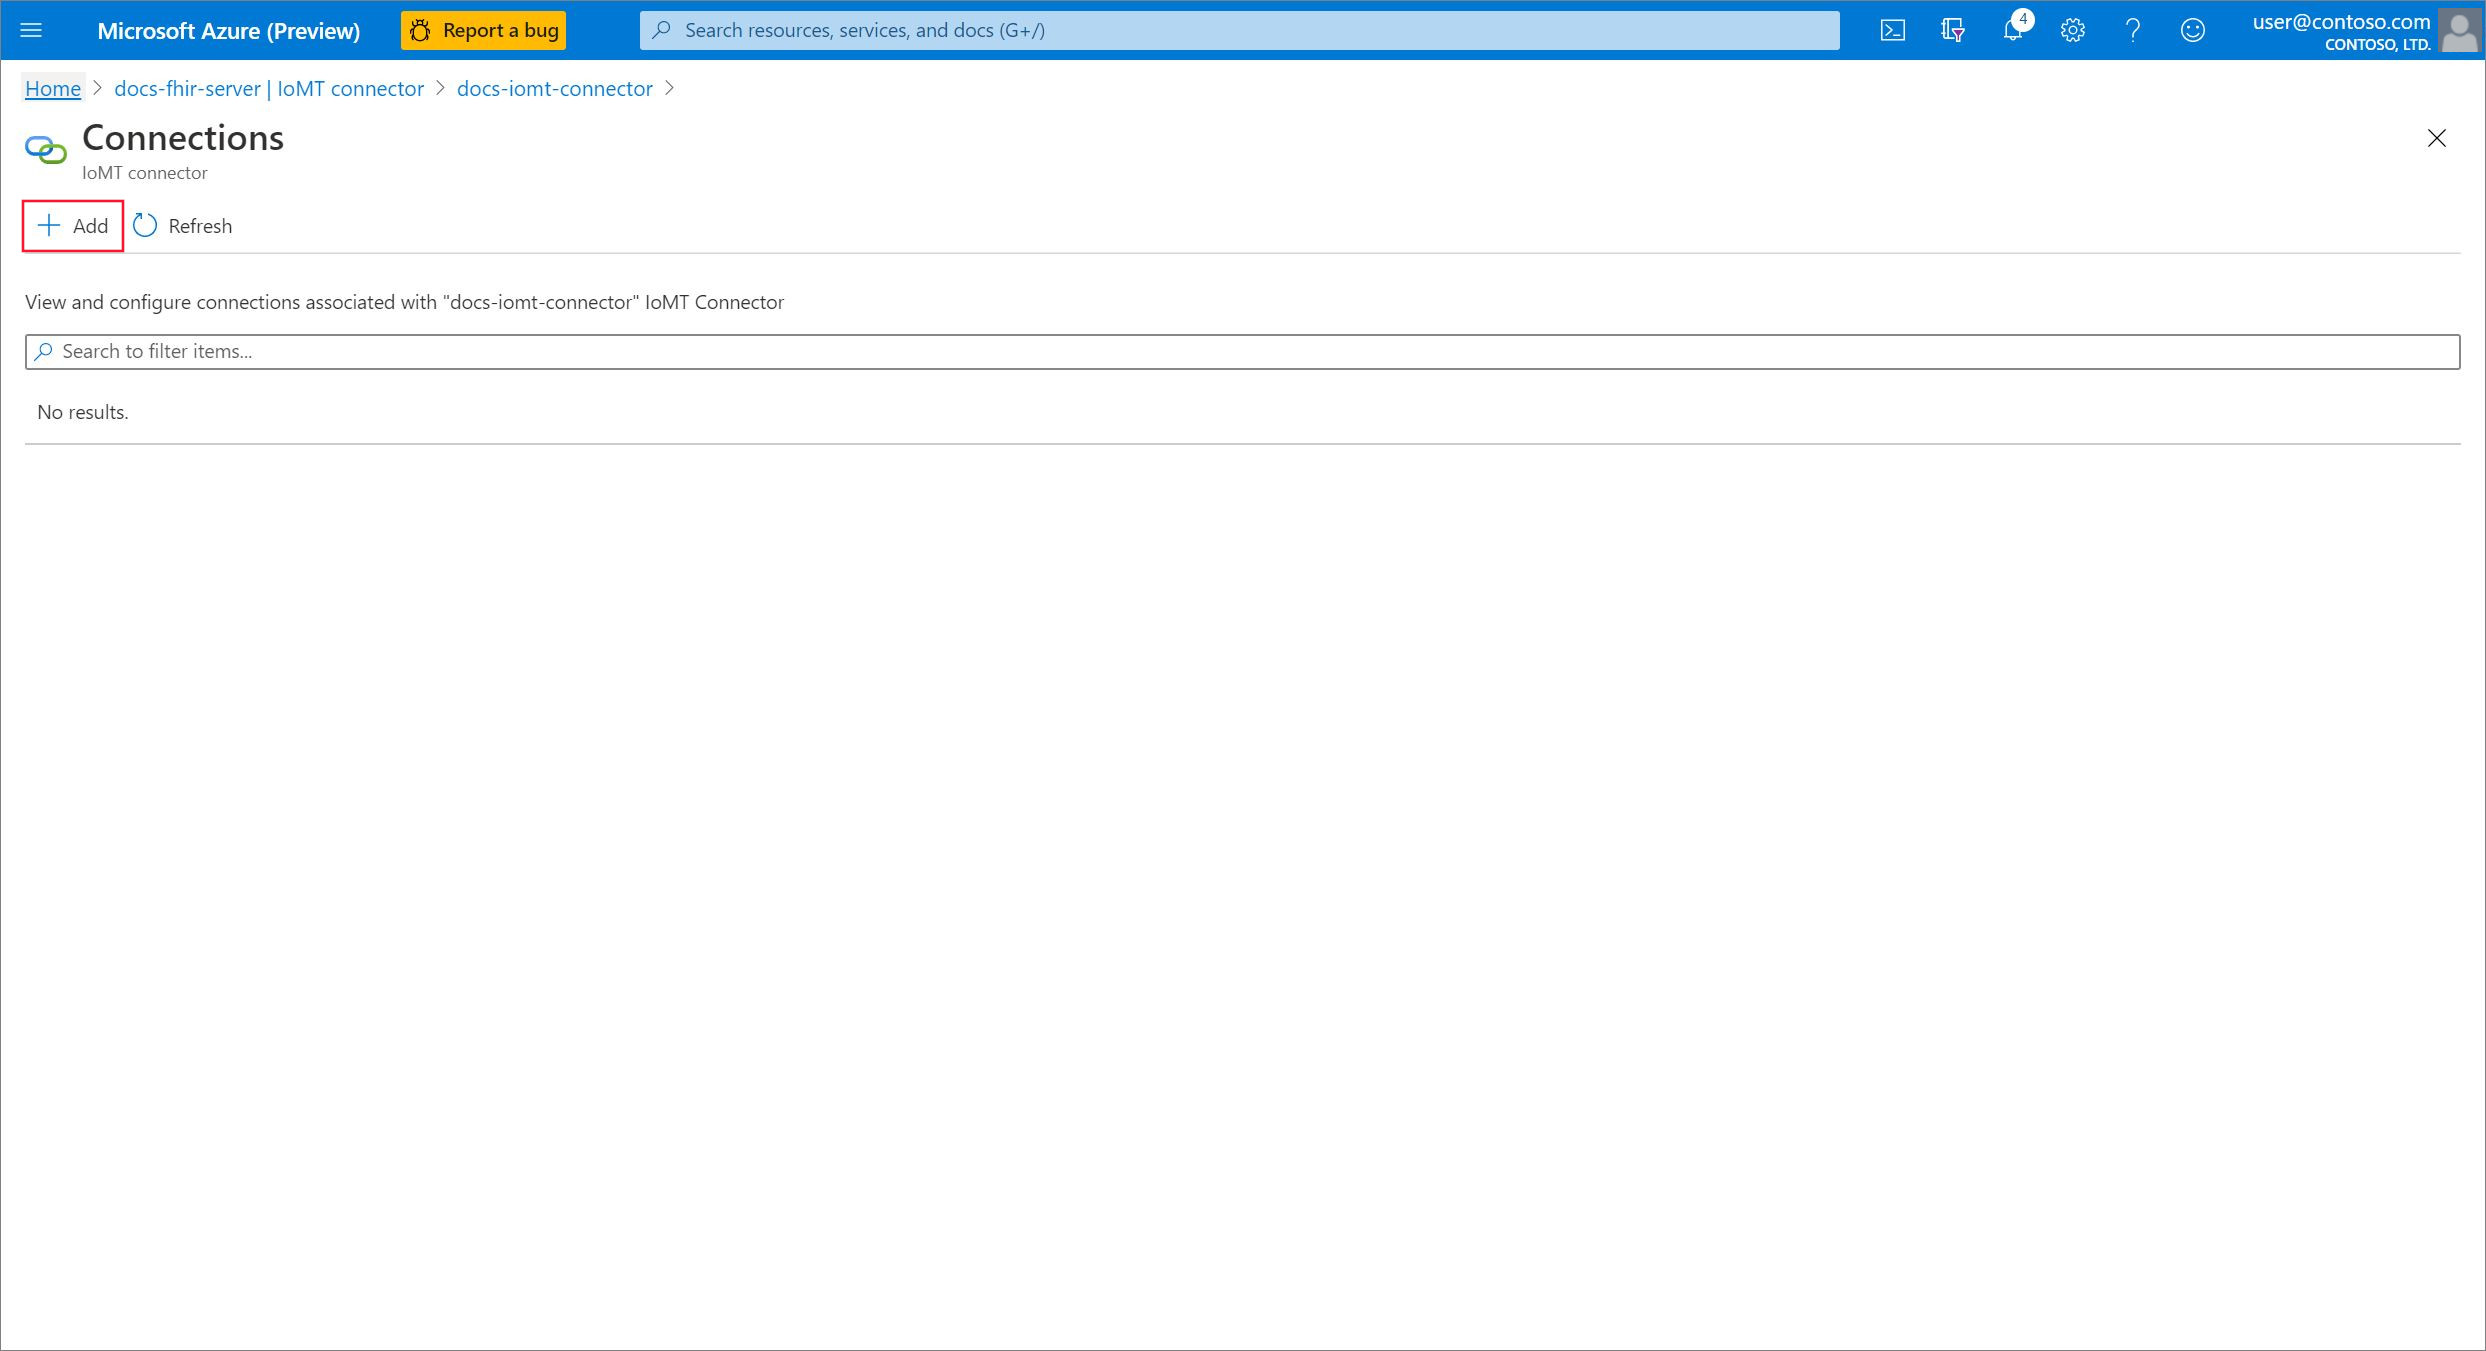 Microsoft Azure (Preview)
Report a bug
Search resources, services, and docs (G+/)
4
user@contoso.com
CONTOSO, LTD.
Home > docs-fhir-server | IoMT connector > docs-iomt-connector >
Connections
IoMT connector
Add
Refresh
View and configure connections associated with "docs-iomt-connector" IoMT Connector
Search to filter items...
No results.